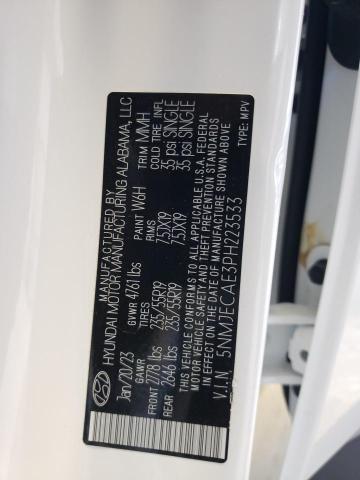 MANUFACTURED BY
HYUNDAI MOTOR MANUFACTURING ALABAMA, LLC
Jan/20/23 GVWR 4761 lbs PAINT W6H TRIM MMH
GAWR TIRES RIMS COLD TIRE INFL
FRONT 2778 lbs 235/55R19 7.5JX19 35 psi SINGLE
REAR 2646 lbs 235/55R19 7.5JX19 35 psi SINGLE
THIS VEHICLE CONFORMS TO ALL APPLICABLE U.S.A. FEDERAL
MOTOR VEHICLE SAFETY AND THEFT PREVENTION
STANDARDS IN EFFECT ON THE DATE OF MANUFACTURE SHOWN ABOVE
V.I.N 5NMJECAE3PH223533 TYPE: MPV